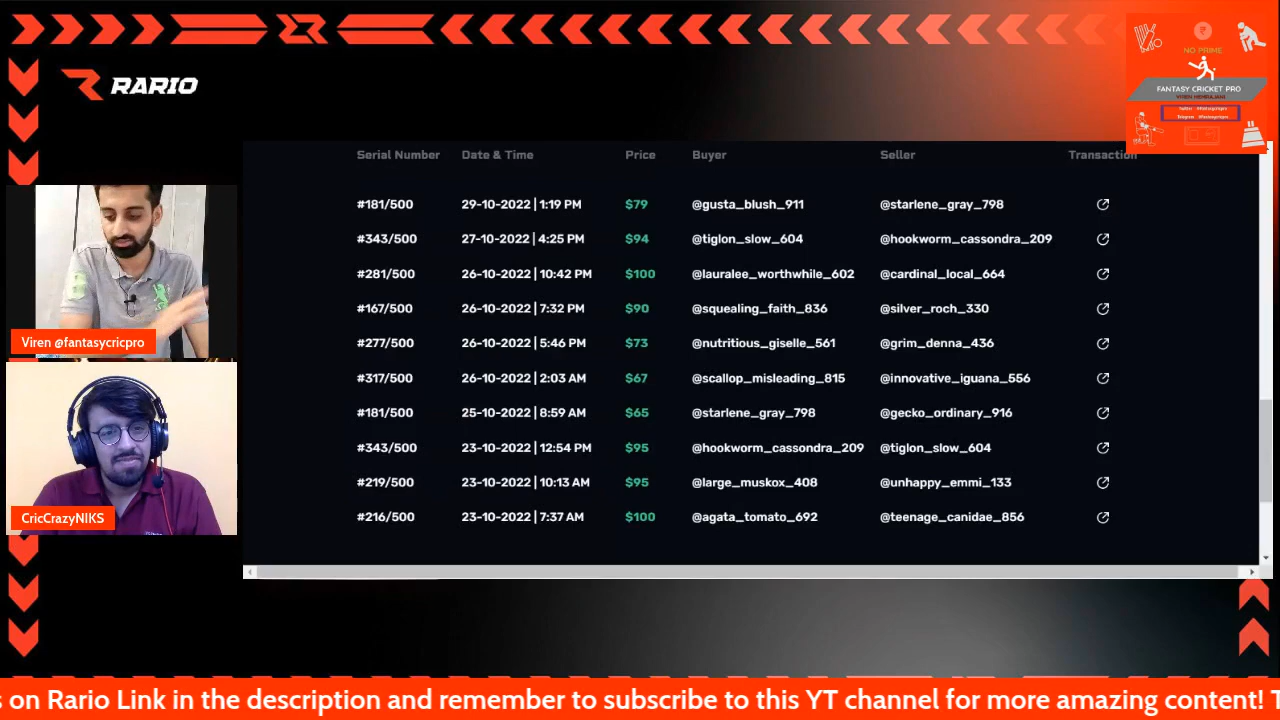 RARIO
NO PRIME
FANTASY CRICKET PRO
VIREN HEMRAJANI
Serial Number Date & Time Price Buyer Seller Transaction
#181/500 29-10-2022 | 1:19 PM $79 @gusta_blush_911 @starlene_gray_798
#343/500 27-10-2022 | 4:25 PM $94 @tiglon_slow_604 @hookworm_cassondra_209
#281/500 26-10-2022 | 10:42 PM $100 @lauralee_worthwhile_602 @cardinal_local_664
#167/500 26-10-2022 | 7:32 PM $90 @squealing_faith_836 @silver_roch_330
#277/500 26-10-2022 | 5:46 PM $73 @nutritious_giselle_561 @grim_denna_436
#317/500 26-10-2022 | 2:03 AM $67 @scallop_misleading_815 @innovative_iguana_556
#181/500 25-10-2022 | 8:59 AM $65 @starlene_gray_798 @gecko_ordinary_916
#343/500 23-10-2022 | 12:54 PM $95 @hookworm_cassondra_209 @tiglon_slow_604
#219/500 23-10-2022 | 10:13 AM $95 @large_muskox_408 @unhappy_emmi_133
#216/500 23-10-2022 | 7:37 AM $100 @agata_tomato_692 @teenage_canidae_856
Viren @fantasycricpro
CricCrazyNIKS
s on Rario Link in the description and remember to subscribe to this YT channel for more amazing content! T